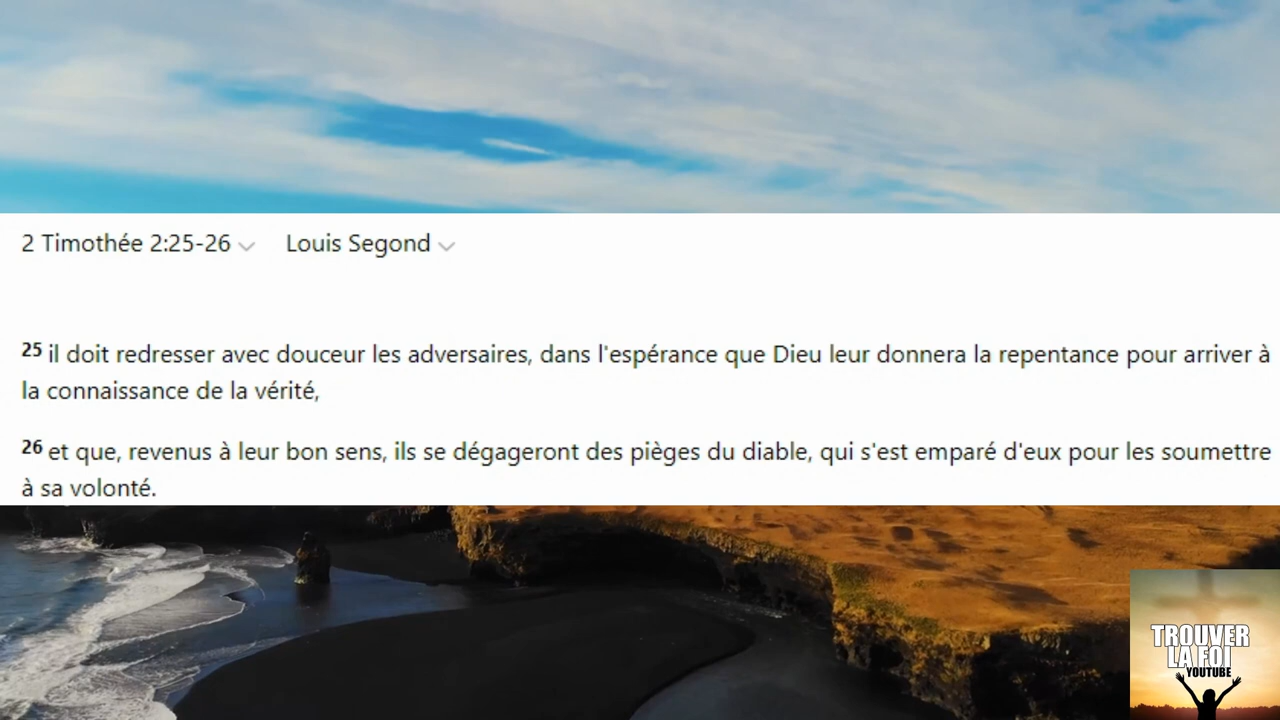 2 Timothée 2:25-26 Louis Segond
25 il doit redresser avec douceur les adversaires, dans l'espérance que Dieu leur donnera la repentance pour arriver à
la connaissance de la vérité,
26 et que, revenus à leur bon sens, ils se dégageront des pièges du diable, qui s'est emparé d'eux pour les soumettre
à sa volonté.
TROUVER
LA FOI
YOUTUBE